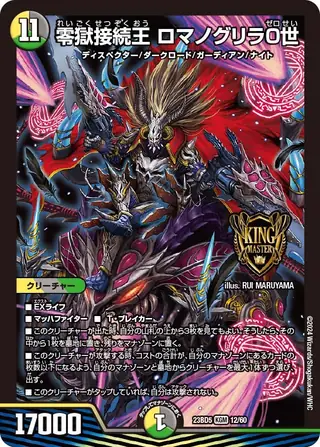 11
れいごくせつぞくおう
ゼロせい
零獄接続王 ロマノグリラ0世
ディスペクター/ダークロード/ガーディアン/ナイト
KING
MASTER
illus. RUI MARUYAMA
クリーチャー
エクストラ
■EXライフ
■マッハファイター ■T・ブレイカー
■このクリーチャーが出た時、自分の山札の上から3枚を見てもよい。そうしたら、その
中から1枚を墓地に置き、残りをマナゾーンに置く。
■このクリーチャーが攻撃する時、コストの合計が、自分のマナゾーンにあるカードの
枚数以下になるよう、自分のマナゾーンと墓地からクリーチャーを最大1体ずつ選び、
出す。
■このクリーチャーがタップしていれば、自分は攻撃されない。
17000
1
23BD5 KGM 12/60
©2024 Wizards/Shogakukan/WHC